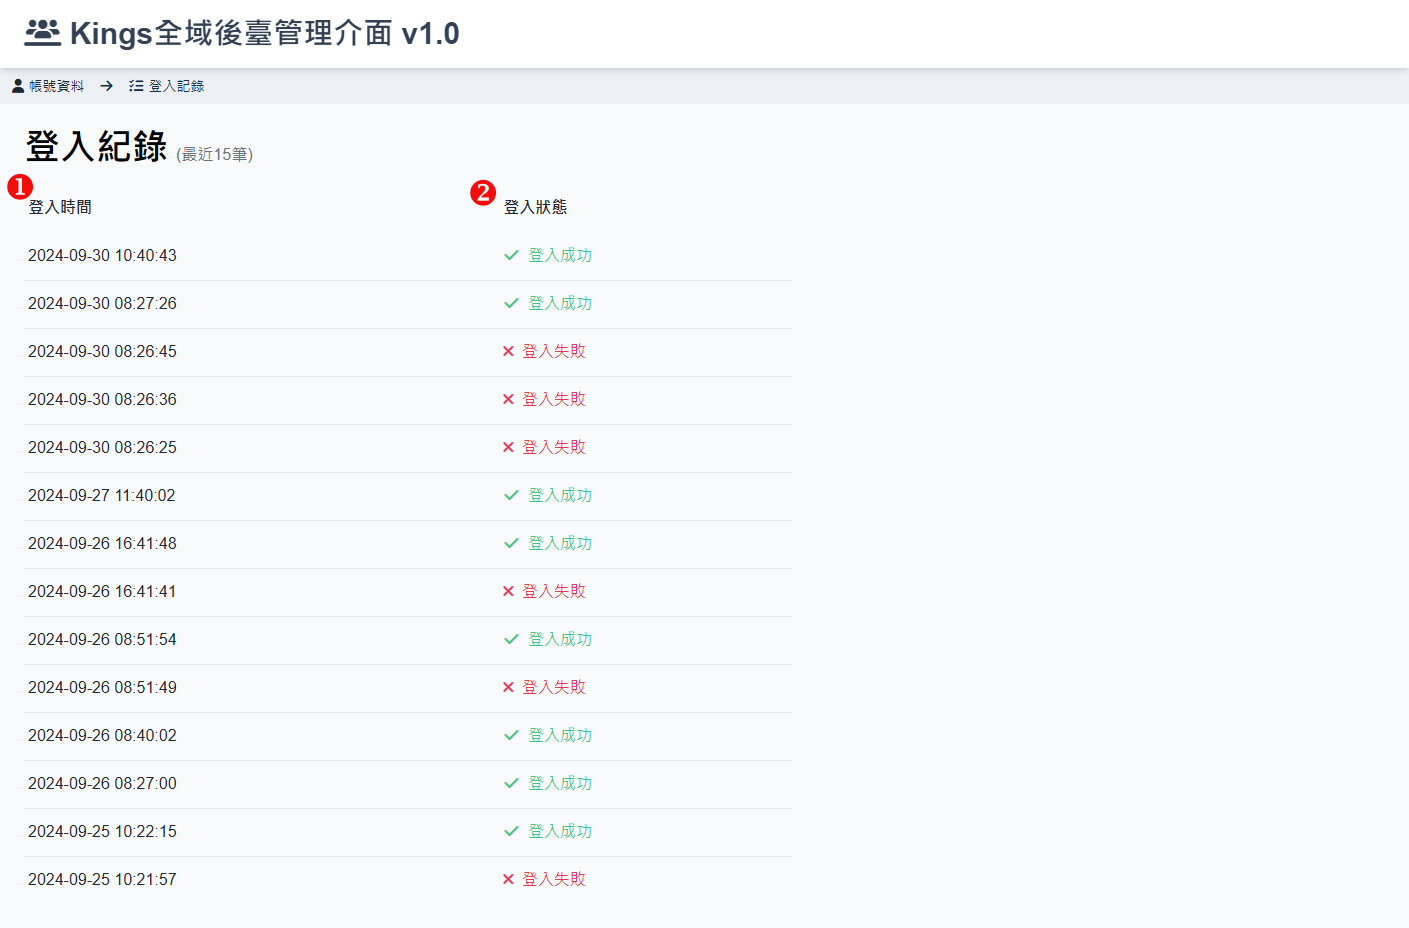 Kings全域後臺管理介面 v1.0
帳號資料 → 登入記錄
登入紀錄 (最近15筆)
1 2
登入時間 登入狀態
2024-09-30 10:40:43 登入成功
2024-09-30 08:27:26 登入成功
2024-09-30 08:26:45 登入失敗
2024-09-30 08:26:36 登入失敗
2024-09-30 08:26:25 登入失敗
2024-09-27 11:40:02 登入成功
2024-09-26 16:41:48 登入成功
2024-09-26 16:41:41 登入失敗
2024-09-26 08:51:54 登入成功
2024-09-26 08:51:49 登入失敗
2024-09-26 08:40:02 登入成功
2024-09-26 08:27:00 登入成功
2024-09-25 10:22:15 登入成功
2024-09-25 10:21:57 登入失敗